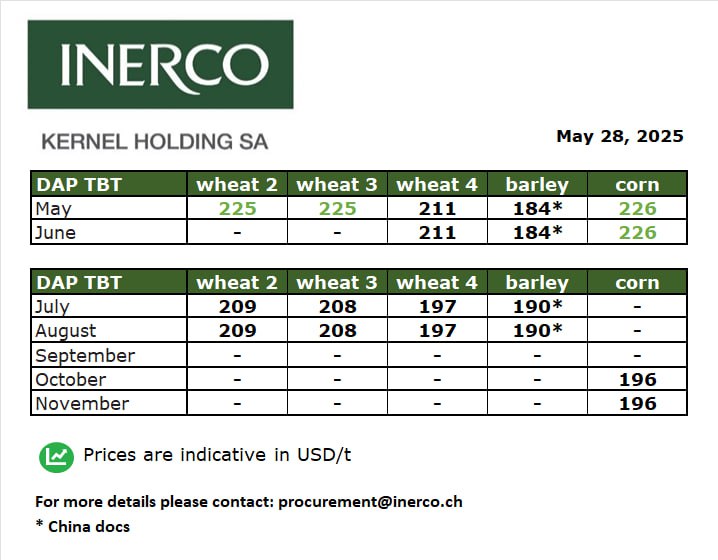 INERCO
KERNEL HOLDING SA
May 28, 2025
DAP TBT wheat 2 wheat 3 wheat 4 barley corn
May 225 225 211 184* 226
June - - 211 184* 226
DAP TBT wheat 2 wheat 3 wheat 4 barley corn
July 209 208 197 190* -
August 209 208 197 190* -
September - - - - -
October - - - - 196
November - - - - 196
Prices are indicative in USD/t
For more details please contact: procurement@inerco.ch
* China docs